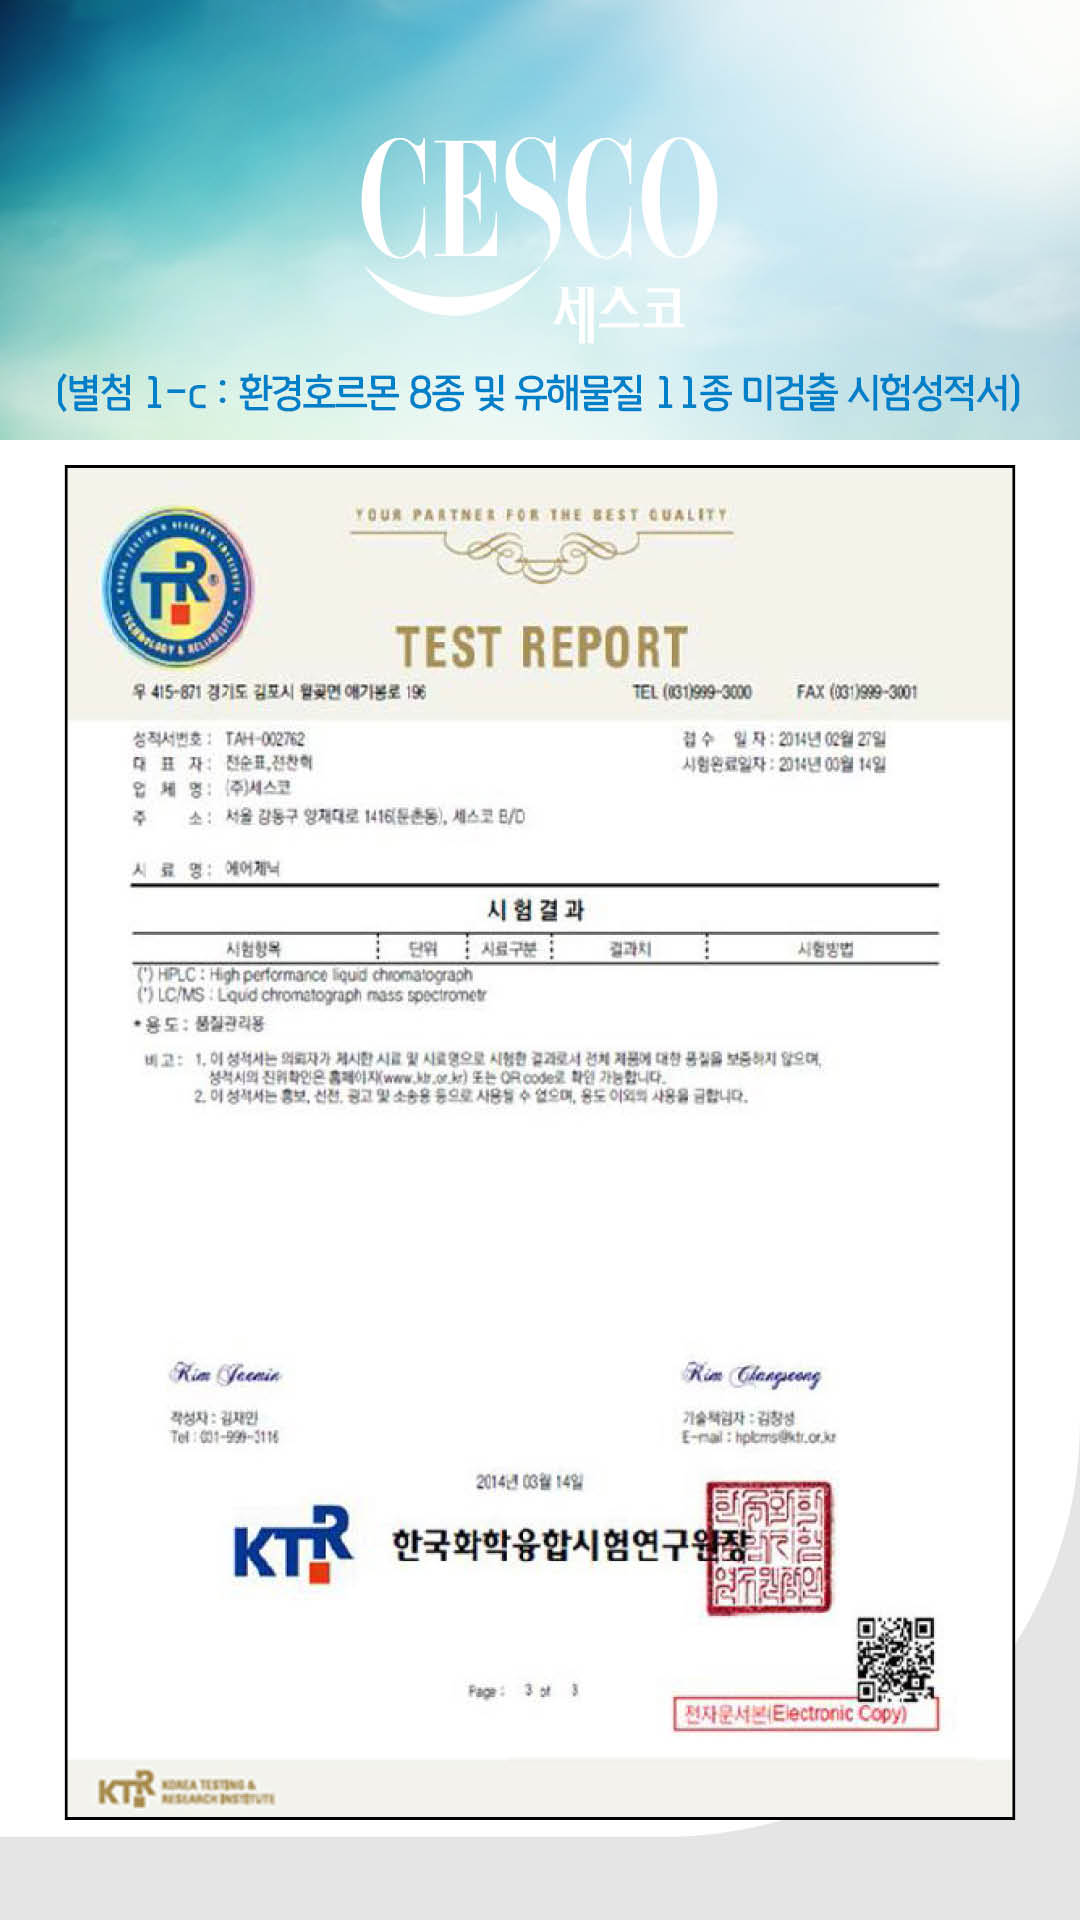 CESCO
세스코
(별첨 1-c : 환경호르몬 8종 및 유해물질 11종 미검출 시험성적서)
KOREA TESTING & RESEARCH INSTITUTE
TR®
TECHNOLOGY & RELIABILITY
YOUR PARTNER FOR THE BEST QUALITY
TEST REPORT
우 415-871 경기도 김포시 월곶면 애기봉로 196 TEL (031)999-3000 FAX (031)999-3001
성적서번호 : TAH-002762 접 수 일 자 : 2014년 02월 27일
대 표 자 : 전순표,전찬혁 시험완료일자 : 2014년 03월 14일
업 체 명 : (주)세스코
주 소 : 서울 강동구 양재대로 1416(둔촌동), 세스코 B/D
시 료 명 : 에어제닉
시 험 결 과
시험항목 단위 시료구분 결과치 시험방법
(*) HPLC : High performance liquid chromatograph
(*) LC/MS : Liquid chromatograph mass spectrometr
* 용 도 : 품질관리용
비 고 : 1. 이 성적서는 의뢰자가 제시한 시료 및 시료명으로 시험한 결과로서 전체 제품에 대한 품질을 보증하지 않으며,
성적서의 진위확인은 홈페이지(www.ktr.or.kr) 또는 QR code로 확인 가능합니다.
2. 이 성적서는 홍보, 선전, 광고 및 소송용 등으로 사용될 수 없으며, 용도 이외의 사용을 금합니다.
Kim Jaemin Kim Changseong
작성자 : 김재민 기술책임자 : 김창성
Tel : 031-999-3116 E-mail : hplcms@ktr.or.kr
2014년 03월 14일
KTR 한국화학융합시험연구원장
Page : 3 of 3
전자문서본(Electronic Copy)
KTR KOREA TESTING &
RESEARCH INSTITUTE